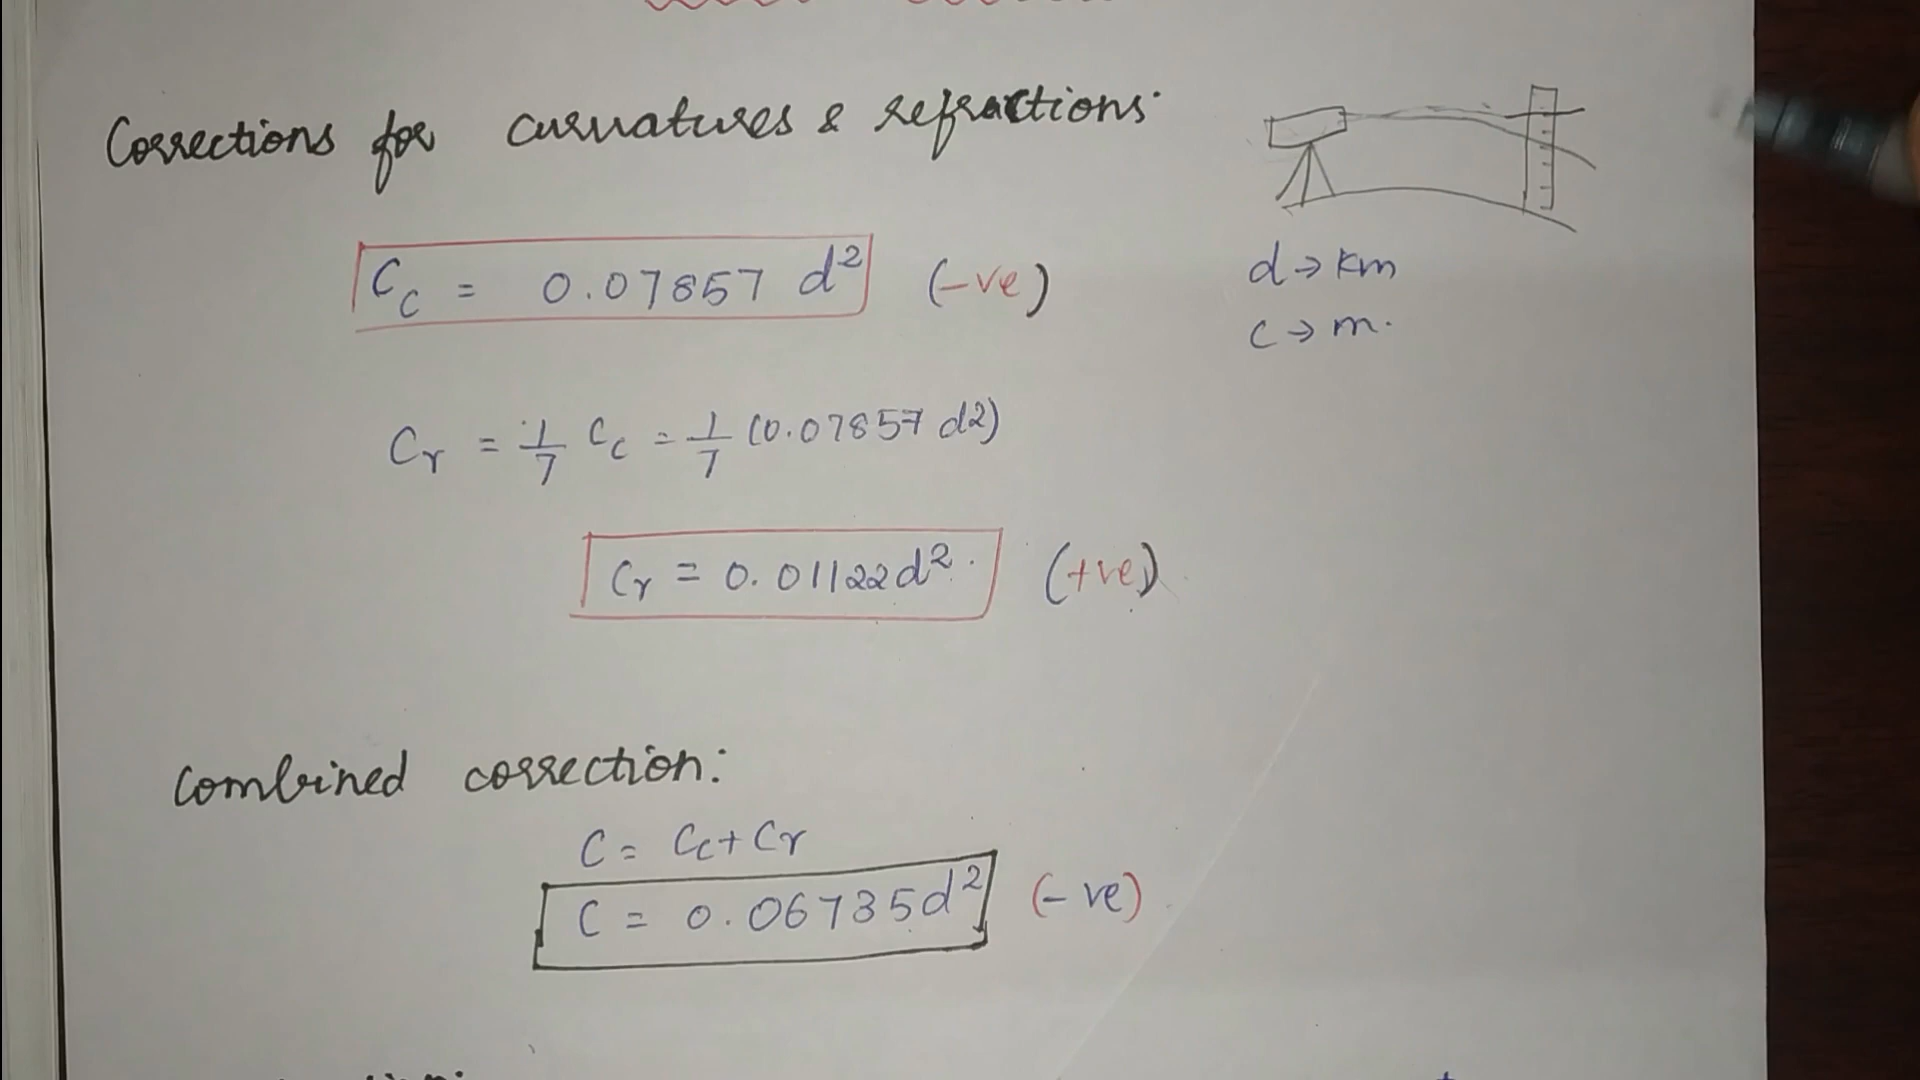 Corrections for curvatures & refractions.
Cc = 0.07857 d² (-ve)
d → km
c → m.
Cr = 1/7 Cc = 1/7 (0.07857 d2)
Cr = 0.01122d². (+ve)
Combined correction:
C = Cc + Cr
C = 0.06735d² (-ve)